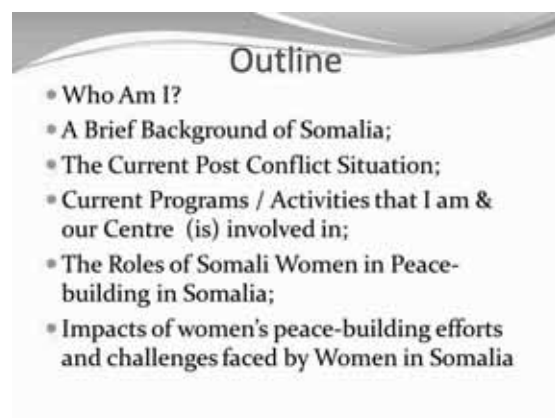 Outline
• Who Am I?
• A Brief Background of Somalia;
• The Current Post Conflict Situation;
• Current Programs / Activities that I am &
our Centre (is) involved in;
• The Roles of Somali Women in Peace-
building in Somalia;
• Impacts of women's peace-building efforts
and challenges faced by Women in Somalia